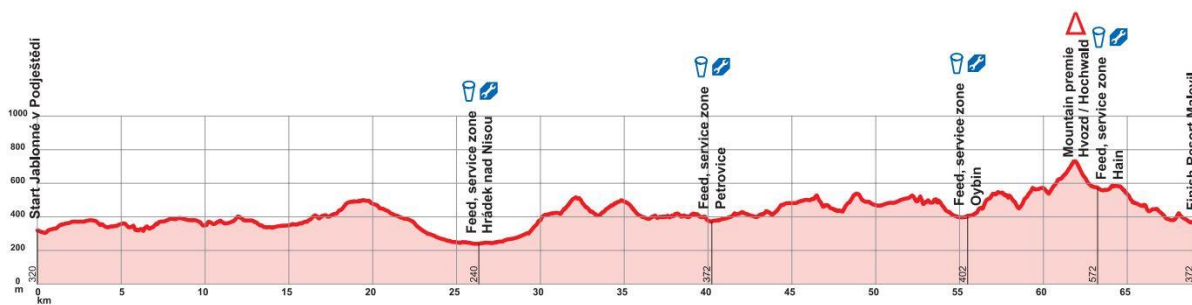 Start Jablonné v Podještědí
Feed, service zone
Hrádek nad Nisou
Feed, service zone
Petrovice
Feed, service zone
Oybin
Mountain premie
Hvozd / Hochwald
Feed, service zone
Hain
Finish Resort Malevil
1000
800
600
400
200
0
m
320
240
372
402
572
372
0
5
10
15
20
25
30
35
40
45
50
55
60
65
km